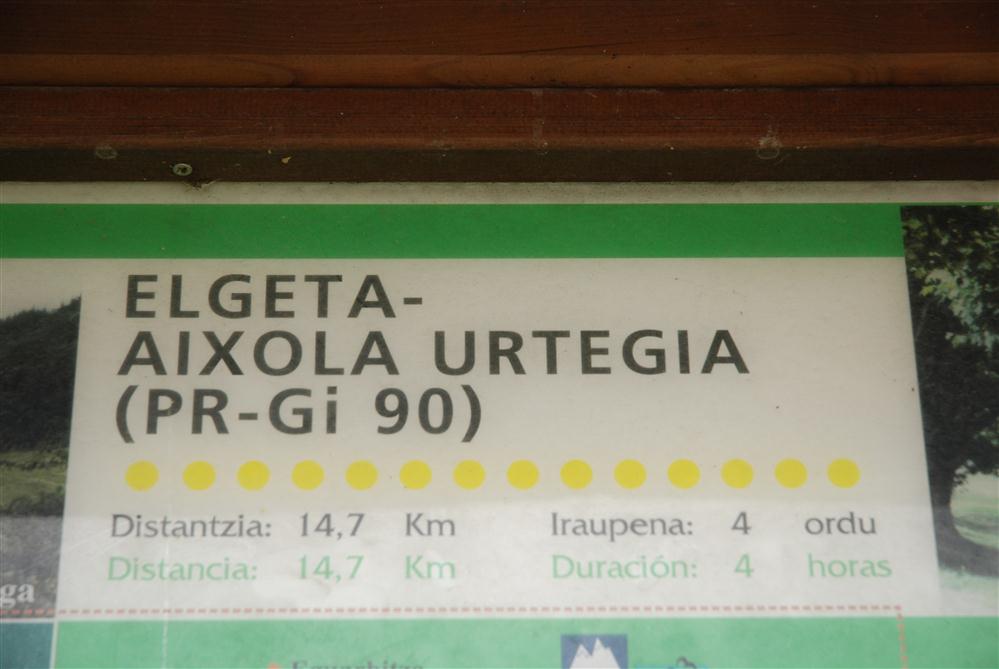 ELGETA-
AIXOLA URTEGIA
(PR-Gi 90)
Distantzia: 14,7 Km Iraupena: 4 ordu
Distancia: 14,7 Km Duración: 4 horas
ga